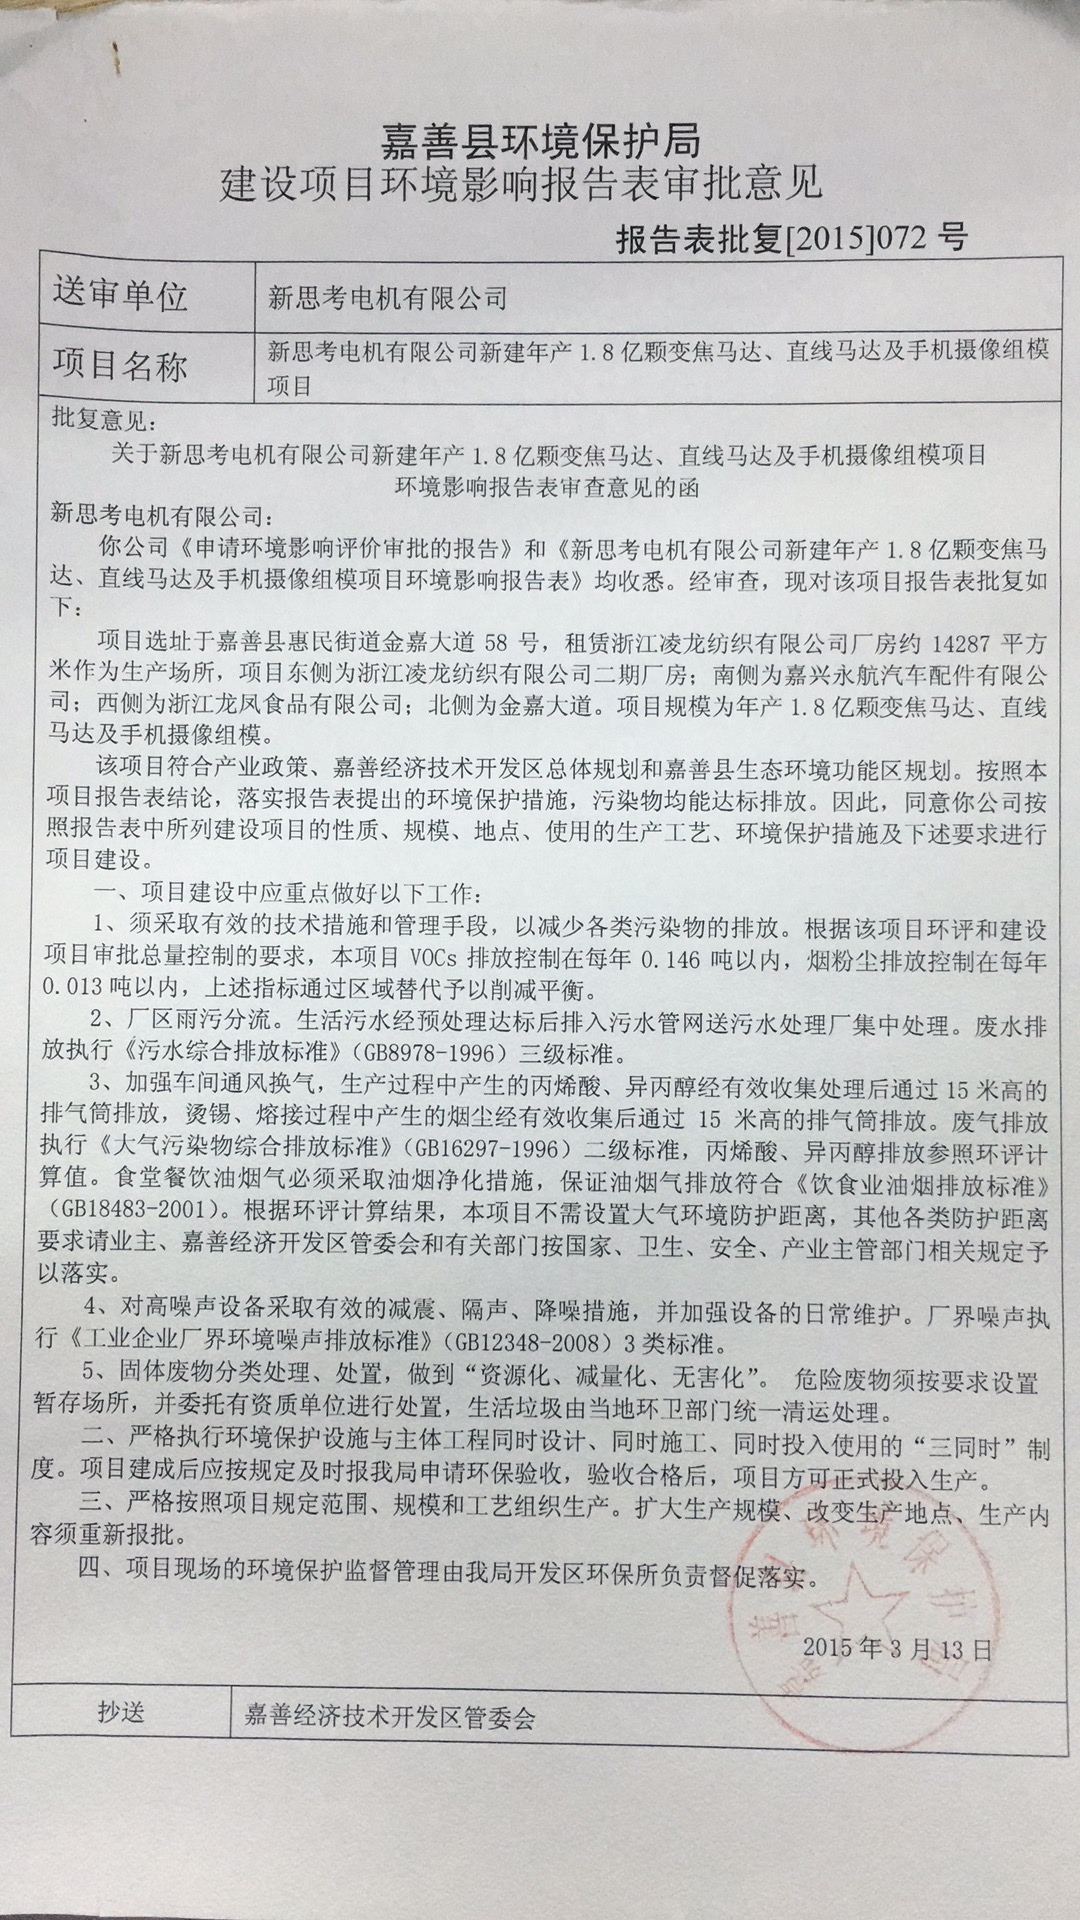 嘉善县环境保护局
建设项目环境影响报告表审批意见
报告表批复[2015]072 号
送审单位
新思考电机有限公司
项目名称
新思考电机有限公司新建年产 1.8 亿颗变焦马达、直线马达及手机摄像组模
项目
批复意见：
关于新思考电机有限公司新建年产 1.8 亿颗变焦马达、直线马达及手机摄像组模项目
环境影响报告表审查意见的函
新思考电机有限公司：
你公司《申请环境影响评价审批的报告》和《新思考电机有限公司新建年产 1.8 亿颗变焦马
达、直线马达及手机摄像组模项目环境影响报告表》均收悉。经审查，现对该项目报告表批复如
下：
项目选址于嘉善县惠民街道金嘉大道 58 号，租赁浙江凌龙纺织有限公司厂房约 14287 平方
米作为生产场所，项目东侧为浙江凌龙纺织有限公司二期厂房；南侧为嘉兴永航汽车配件有限公
司；西侧为浙江龙凤食品有限公司；北侧为金嘉大道。项目规模为年产 1.8 亿颗变焦马达、直线
马达及手机摄像组模。
该项目符合产业政策、嘉善经济技术开发区总体规划和嘉善县生态环境功能区规划。按照本
项目报告表结论，落实报告表提出的环境保护措施，污染物均能达标排放。因此，同意你公司按
照报告表中所列建设项目的性质、规模、地点、使用的生产工艺、环境保护措施及下述要求进行
项目建设。
一、项目建设中应重点做好以下工作：
1、须采取有效的技术措施和管理手段，以减少各类污染物的排放。根据该项目环评和建设
项目审批总量控制的要求，本项目 VOCs 排放控制在每年 0.146 吨以内，烟粉尘排放控制在每年
0.013 吨以内，上述指标通过区域替代予以削减平衡。
2、厂区雨污分流。生活污水经预处理达标后排入污水管网送污水处理厂集中处理。废水排
放执行《污水综合排放标准》（GB8978-1996）三级标准。
3、加强车间通风换气，生产过程中产生的丙烯酸、异丙醇经有效收集处理后通过 15 米高的
排气筒排放，烫锡、熔接过程中产生的烟尘经有效收集后通过 15 米高的排气筒排放。废气排放
执行《大气污染物综合排放标准》（GB16297-1996）二级标准，丙烯酸、异丙醇排放参照环评计
算值。食堂餐饮油烟气必须采取油烟净化措施，保证油烟气排放符合《饮食业油烟排放标准》
（GB18483-2001）。根据环评计算结果，本项目不需设置大气环境防护距离，其他各类防护距离
要求请业主、嘉善经济开发区管委会和有关部门按国家、卫生、安全、产业主管部门相关规定予
以落实。
4、对高噪声设备采取有效的减震、隔声、降噪措施，并加强设备的日常维护。厂界噪声执
行《工业企业厂界环境噪声排放标准》（GB12348-2008）3 类标准。
5、固体废物分类处理、处置，做到“资源化、减量化、无害化”。 危险废物须按要求设置
暂存场所，并委托有资质单位进行处置，生活垃圾由当地环卫部门统一清运处理。
二、严格执行环境保护设施与主体工程同时设计、同时施工、同时投入使用的“三同时”制
度。项目建成后应按规定及时报我局申请环保验收，验收合格后，项目方可正式投入生产。
三、严格按照项目规定范围、规模和工艺组织生产。扩大生产规模、改变生产地点、生产内
容须重新报批。
四、项目现场的环境保护监督管理由我局开发区环保所负责督促落实。
2015 年 3 月 13 日
抄送
嘉善经济技术开发区管委会